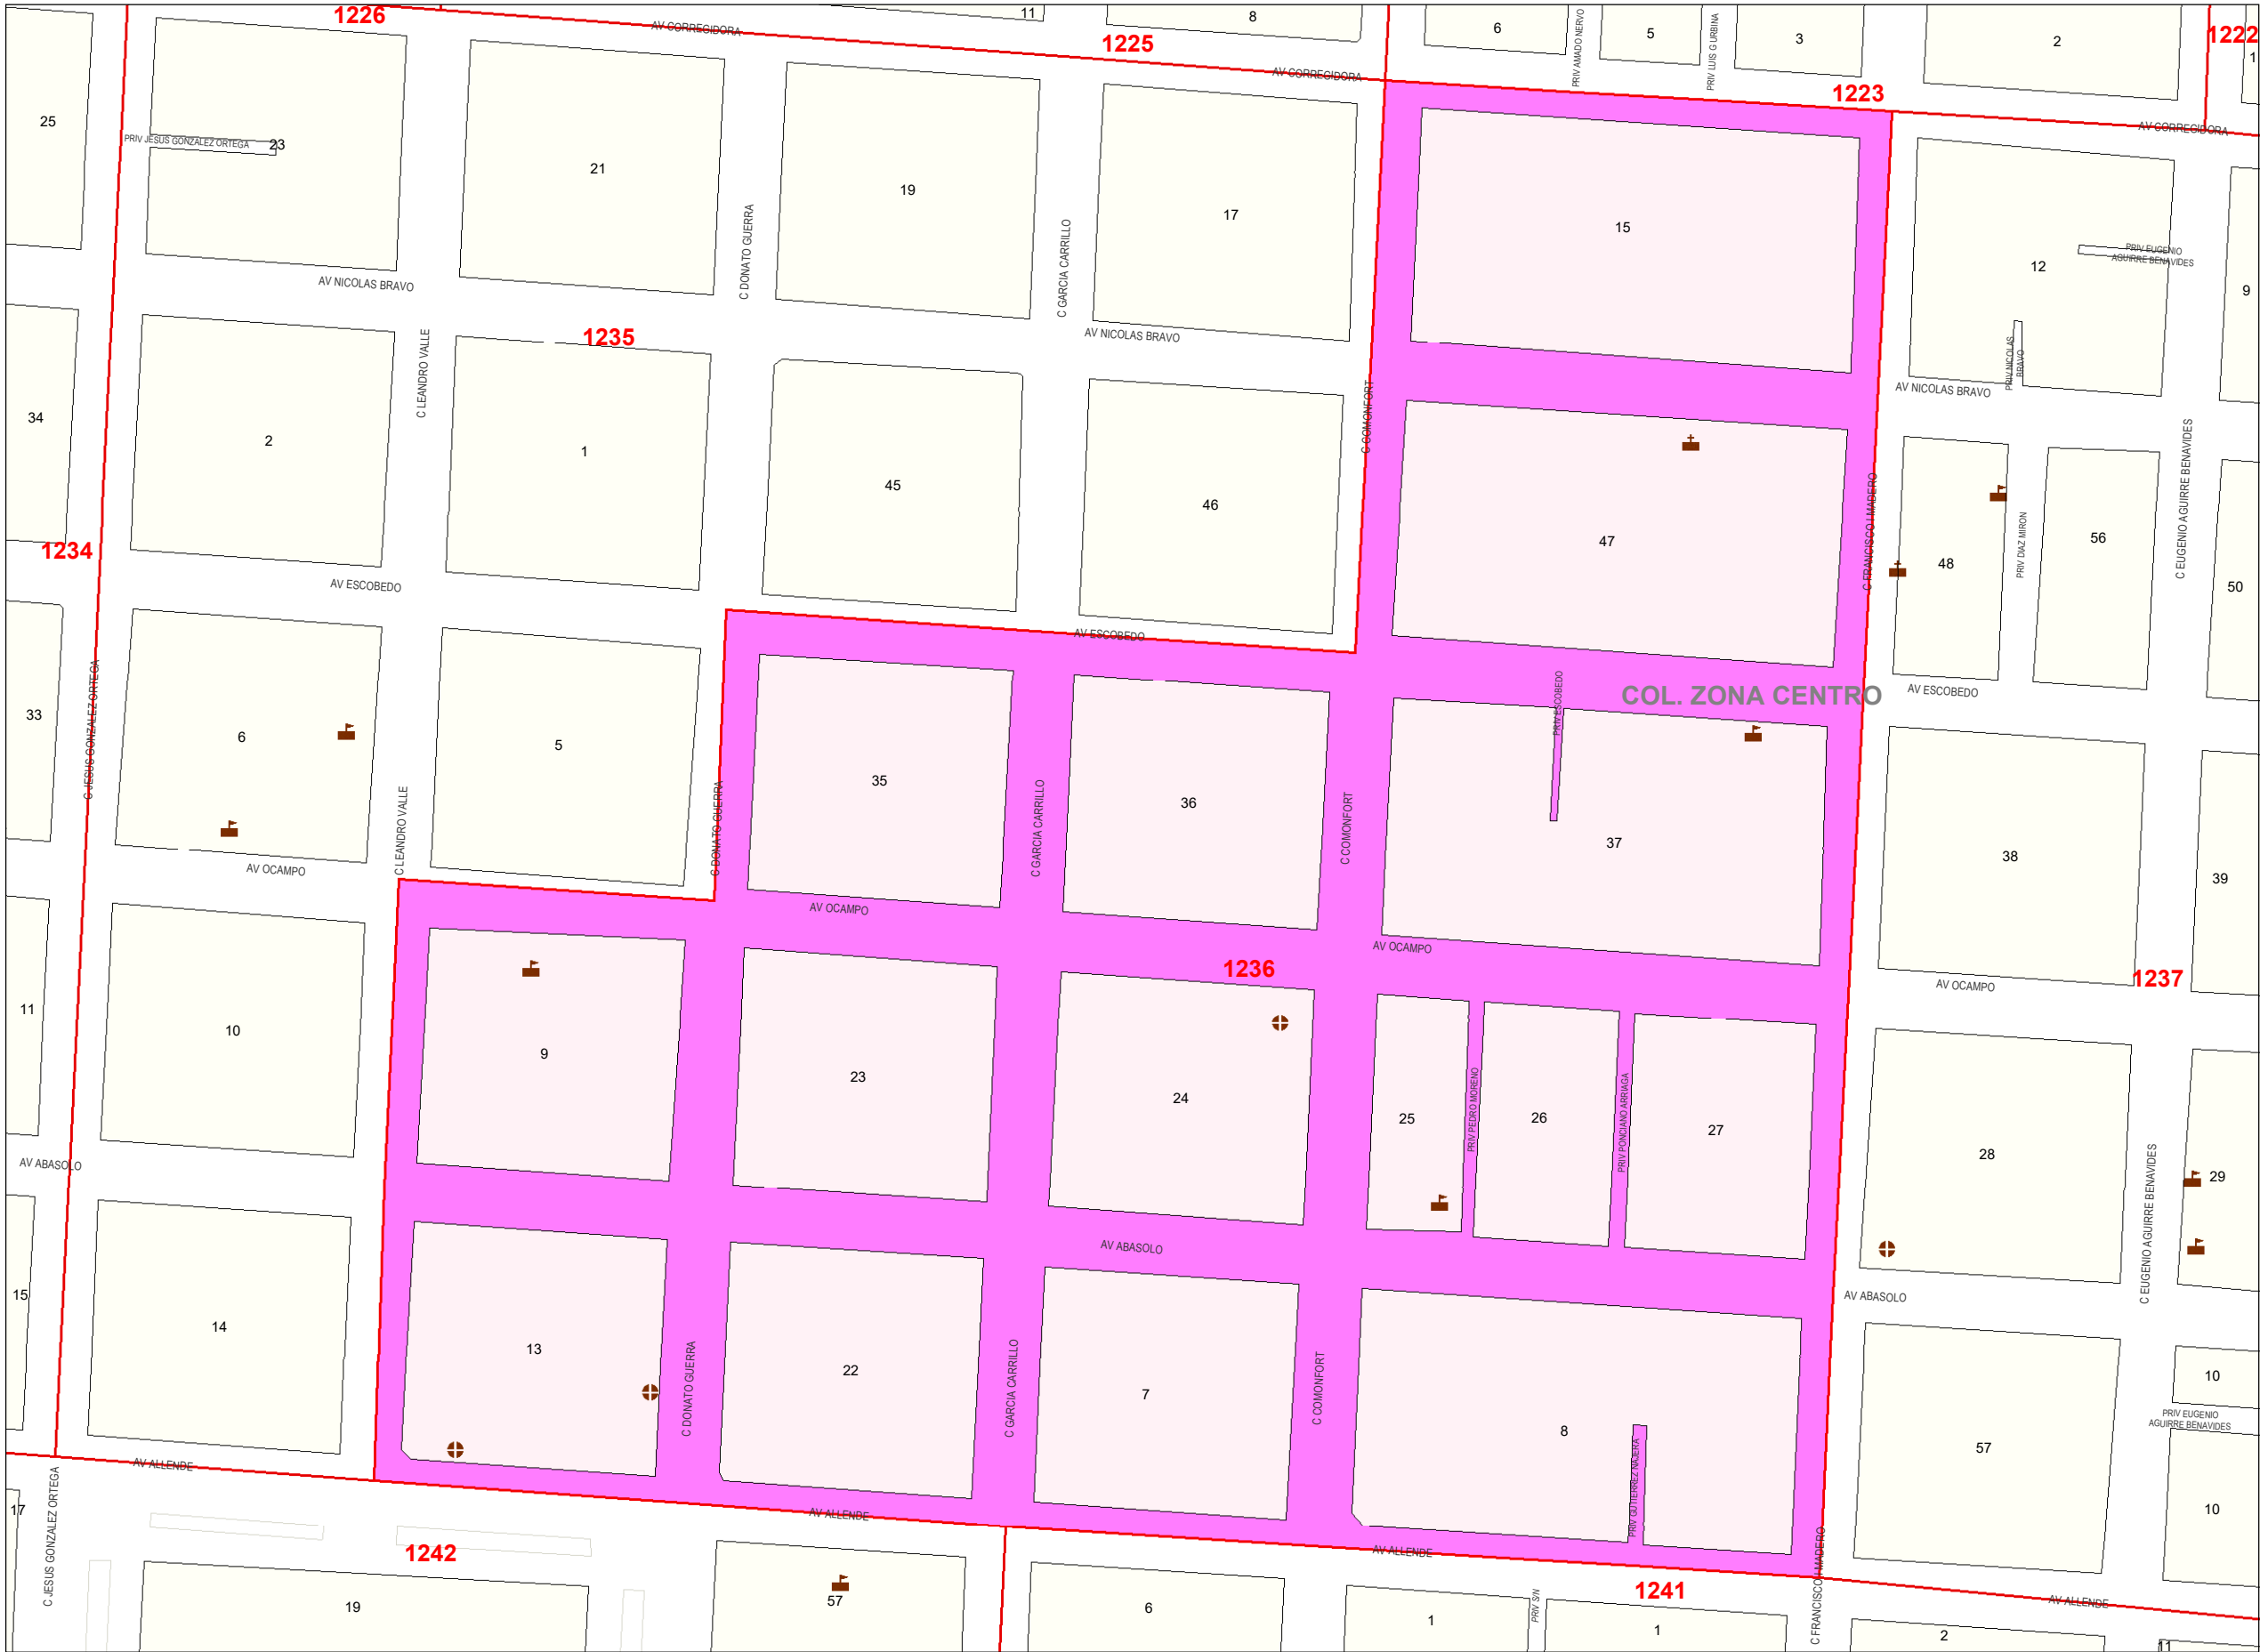 1226
11
8
6
PRIV AMADO NERVO
5
PRIV LUIS G URBINA
3
2
1222
1
AV CORREGIDORA
1225
AV CORREGIDORA
1223
AV CORREGIDORA
25
PRIV JESUS GONZALEZ ORTEGA
23
21
19
17
15
12
PRIV EUGENIO
AGUIRRE BENAVIDES
9
C DONATO GUERRA
C GARCIA CARRILLO
AV NICOLAS BRAVO
1235
AV NICOLAS BRAVO
C LEANDRO VALLE
C COMONFORT
AV NICOLAS BRAVO
PRIV NICOLAS
BRAVO
34
2
1
45
46
47
C FRANCISCO I MADERO
48
PRIV DIAZ MIRON
56
C EUGENIO AGUIRRE BENAVIDES
50
1234
AV ESCOBEDO
AV ESCOBEDO
COL. ZONA CENTRO
AV ESCOBEDO
PRIV ESCOBEDO
33
C JESUS GONZALEZ ORTEGA
6
5
C LEANDRO VALLE
C DONATO GUERRA
35
C GARCIA CARRILLO
36
C COMONFORT
37
38
39
AV OCAMPO
AV OCAMPO
AV OCAMPO
1236
1237
AV OCAMPO
11
10
9
23
24
25
PRIV PEDRO MORENO
26
PRIV PONCIANO ARRIAGA
27
28
29
C EUGENIO AGUIRRE BENAVIDES
AV ABASOLO
AV ABASOLO
AV ABASOLO
15
14
13
C DONATO GUERRA
22
C GARCIA CARRILLO
7
C COMONFORT
8
PRIV GUTIERREZ NAJERA
57
10
PRIV EUGENIO
AGUIRRE BENAVIDES
10
AV ALLENDE
17
C JESUS GONZALEZ ORTEGA
AV ALLENDE
1242
AV ALLENDE
1241
C FRANCISCO I MADERO
AV ALLENDE
19
57
6
1
PRIV S/N
1
2
11